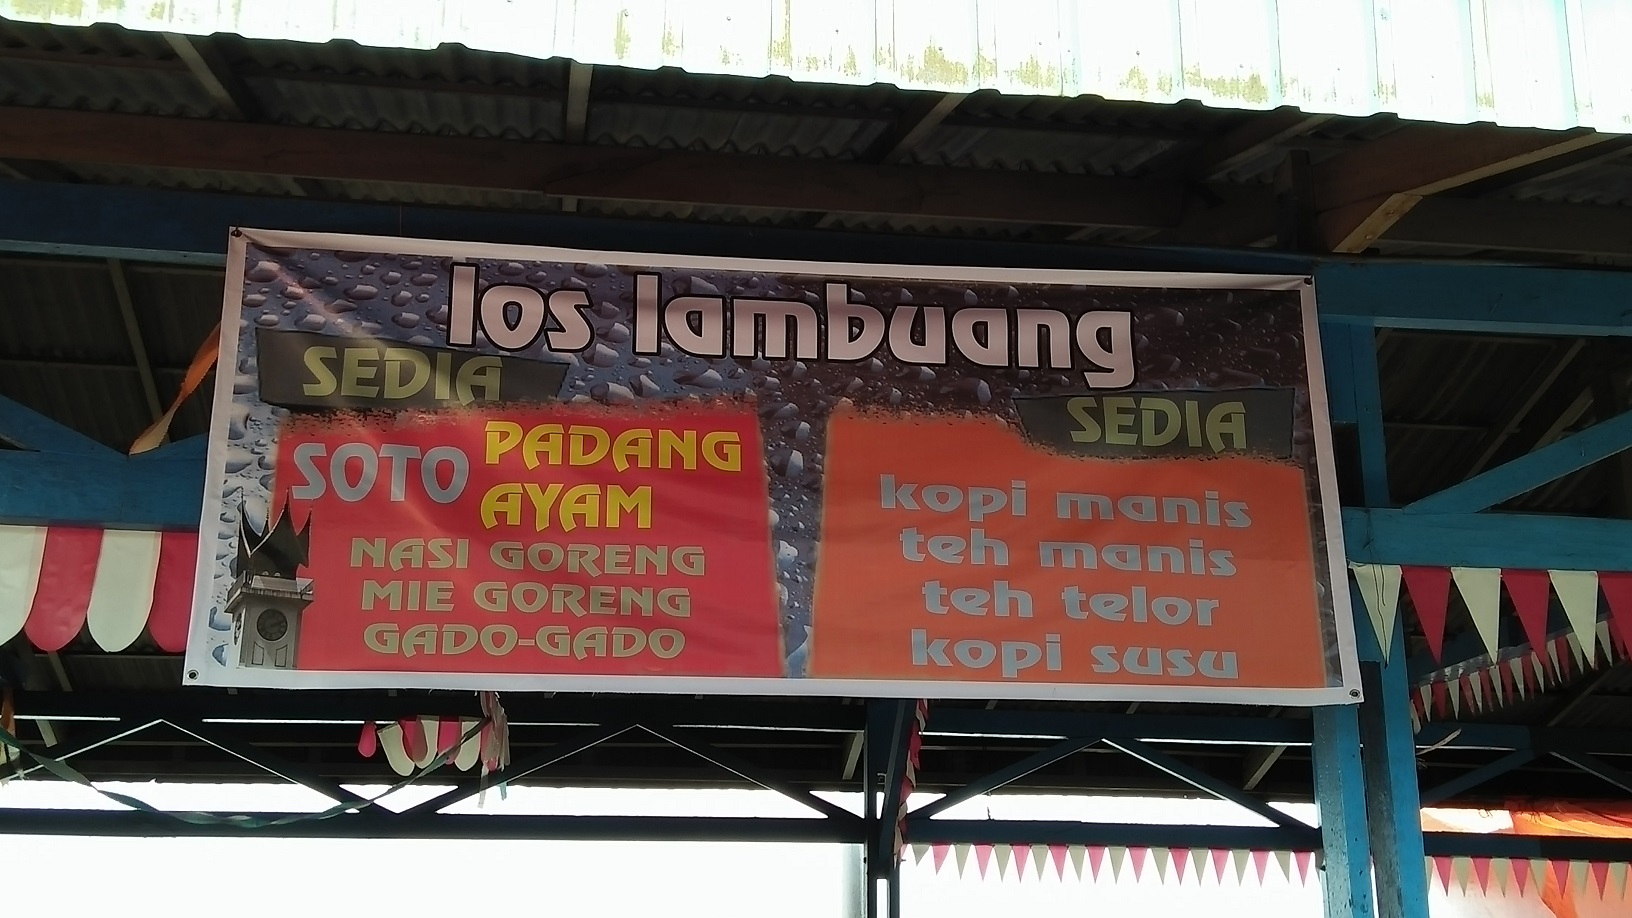 los lambuang
SEDIA
SOTO PADANG
AYAM
NASI GORENG
MIE GORENG
GADO-GADO
SEDIA
kopi manis
teh manis
teh telor
kopi susu